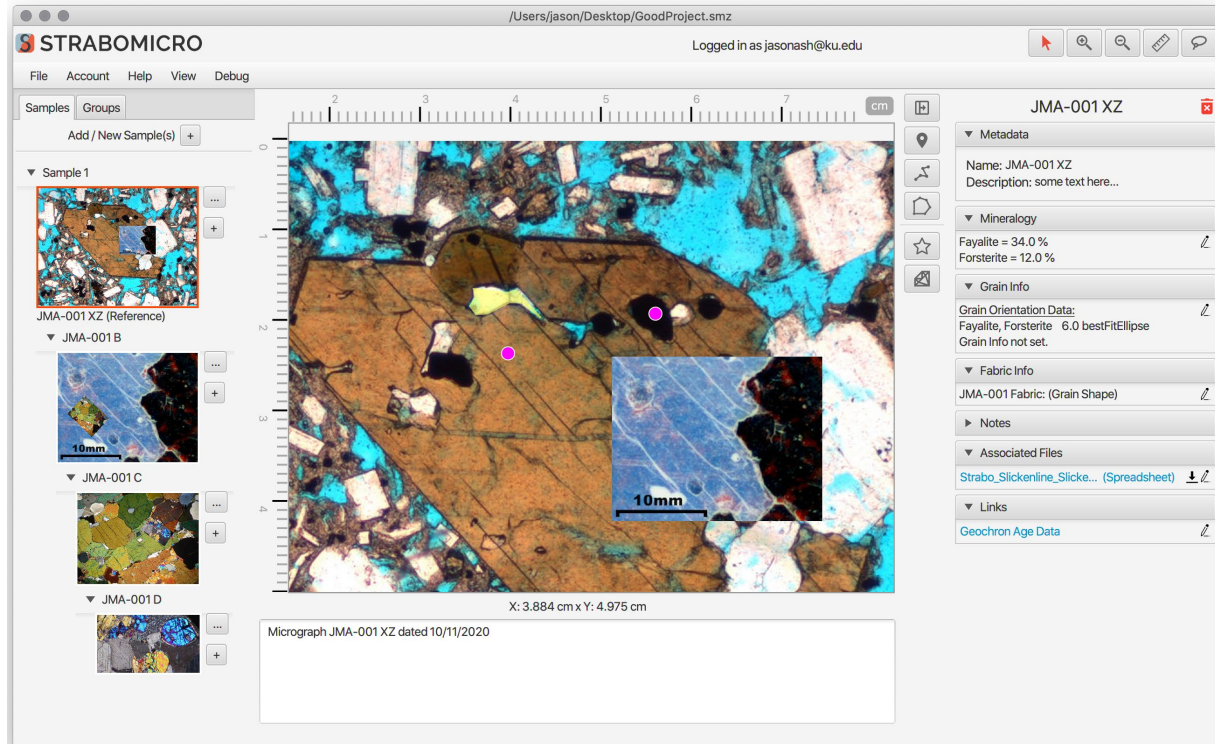 /Users/jason/Desktop/GoodProject.smz
STRABOMICRO
Logged in as jasonash@ku.edu
File Account Help View Debug
Samples Groups
Add / New Sample(s) +
Sample 1
...
+
JMA-001 XZ (Reference)
JMA-001 B
...
+
10mm
JMA-001 C
...
+
JMA-001 D
...
+
2 3 4 5 6 7 cm
0
1
2
3
4
10mm
X: 3.884 cm x Y: 4.975 cm
Micrograph JMA-001 XZ dated 10/11/2020
JMA-001 XZ
Metadata
Name: JMA-001 XZ
Description: some text here...
Mineralogy
Fayalite = 34.0 %
Forsterite = 12.0 %
Grain Info
Grain Orientation Data:
Fayalite, Forsterite 6.0 bestFitEllipse
Grain Info not set.
Fabric Info
JMA-001 Fabric: (Grain Shape)
Notes
Associated Files
Strabo_Slickenline_Slicke... (Spreadsheet)
Links
Geochron Age Data